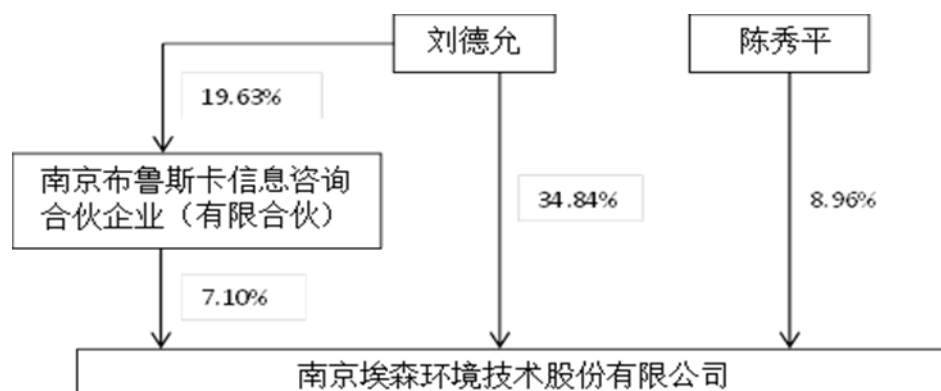 刘德允
陈秀平
19.63%
南京布鲁斯卡信息咨询
合伙企业（有限合伙）
34.84%
8.96%
7.10%
南京埃森环境技术股份有限公司